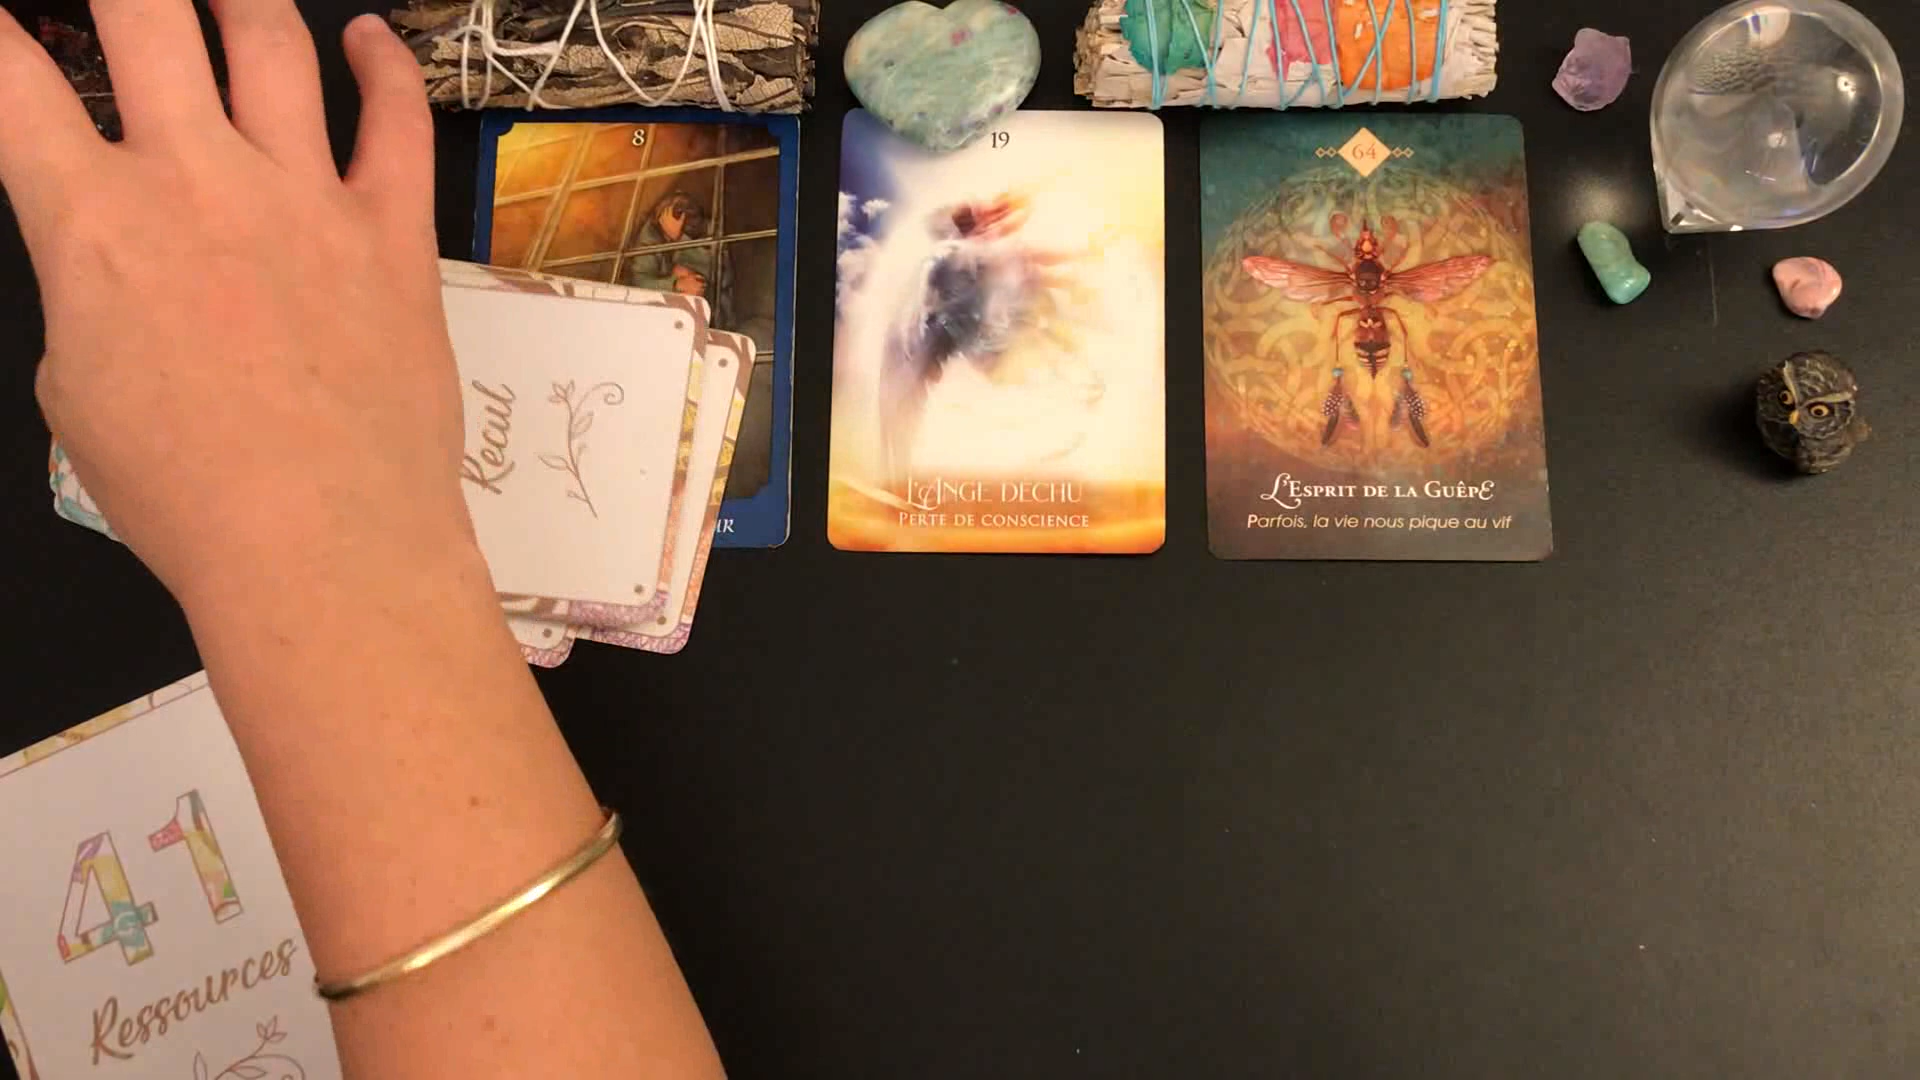 8
19
64
Recul
L'ANGE DÉCHU
PERTE DE CONSCIENCE
L'ESPRIT DE LA GUÊPE
Parfois, la vie nous pique au vif
41
Ressources